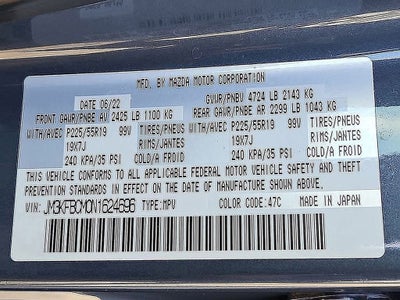 MFD. BY MAZDA MOTOR CORPORATION
DATE 06/22 GVWR/PNBV 4724 LB 2143 KG
FRONT GAWR/PNBE AV 2425 LB 1100 KG REAR GAWR/PNBE AR 2299 LB 1043 KG
WITH/AVEC P225/55R19 99V TIRES/PNEUS WITH/AVEC P225/55R19 99V TIRES/PNEUS
19X7J RIMS/JANTES 19X7J RIMS/JANTES
240 KPA/35 PSI COLD/A FROID 240 KPA/35 PSI COLD/A FROID
THIS VEHICLE CONFORMS TO ALL APPLICABLE FEDERAL MOTOR VEHICLE SAFETY AND
THEFT PREVENTION STANDARDS IN EFFECT ON THE DATE OF MANUFACTURE SHOWN ABOVE.
VIN: JM3KFBCM0N1624696 TYPE:MPV COLOR CODE:47C MADE IN JAPAN